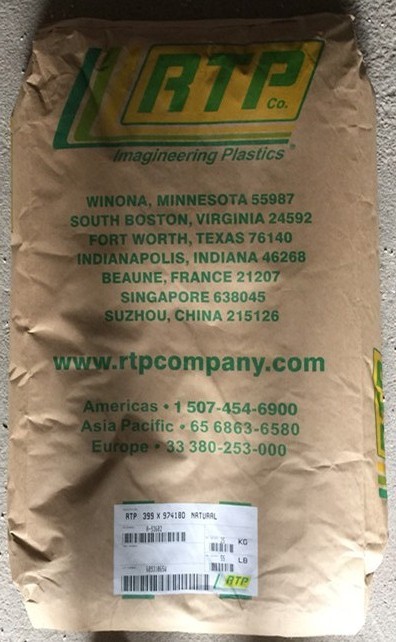 RTP
Co.
Imagineering Plastics®
WINONA, MINNESOTA 55987
SOUTH BOSTON, VIRGINIA 24592
FORT WORTH, TEXAS 76140
INDIANAPOLIS, INDIANA 46268
BEAUNE, FRANCE 21207
SINGAPORE 638045
SUZHOU, CHINA 215126
www.rtpcompany.com
Americas • 1 507-454-6900
Asia Pacific • 65 6863-6580
Europe • 33 380-253-000
RTP 399 X 97418D NATURAL
KG
LB
RTP